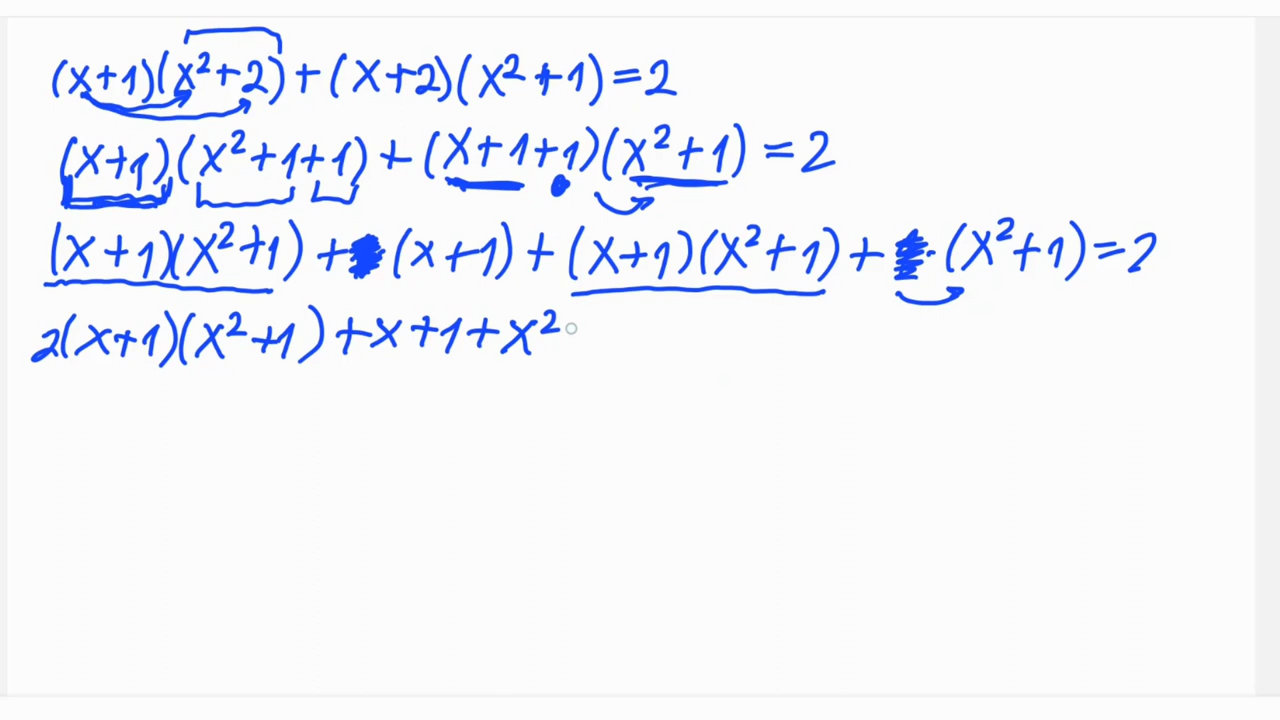 (x+1)(x²+2)+(x+2)(x²+1)=2
(x+1)(x²+1+1)+(x+1+1)(x²+1)=2
(x+1)(x²+1)+(x+1)+(x+1)(x²+1)+·(x²+1)=2
2(x+1)(x²+1)+x+1+x²